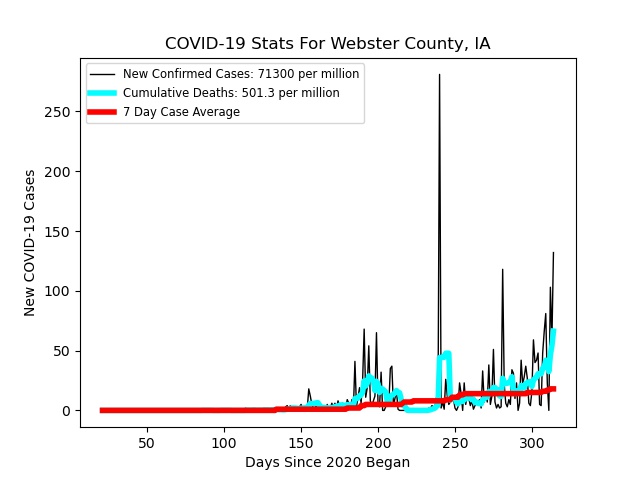 COVID-19 Stats For Webster County, IA
New Confirmed Cases: 71300 per million
Cumulative Deaths: 501.3 per million
7 Day Case Average
New COVID-19 Cases
250
200
150
100
50
0
50 100 150 200 250 300
Days Since 2020 Began